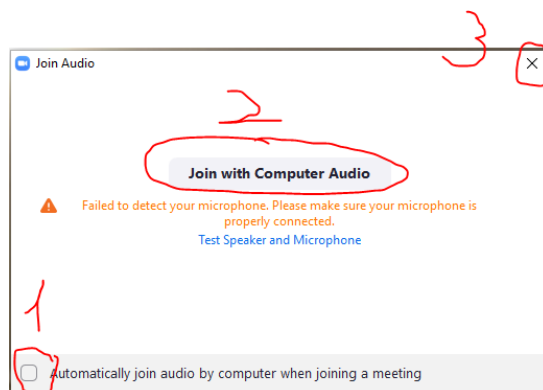 3
Join Audio
2
Join with Computer Audio
Failed to detect your microphone. Please make sure your microphone is
properly connected.
Test Speaker and Microphone
1
Automatically join audio by computer when joining a meeting